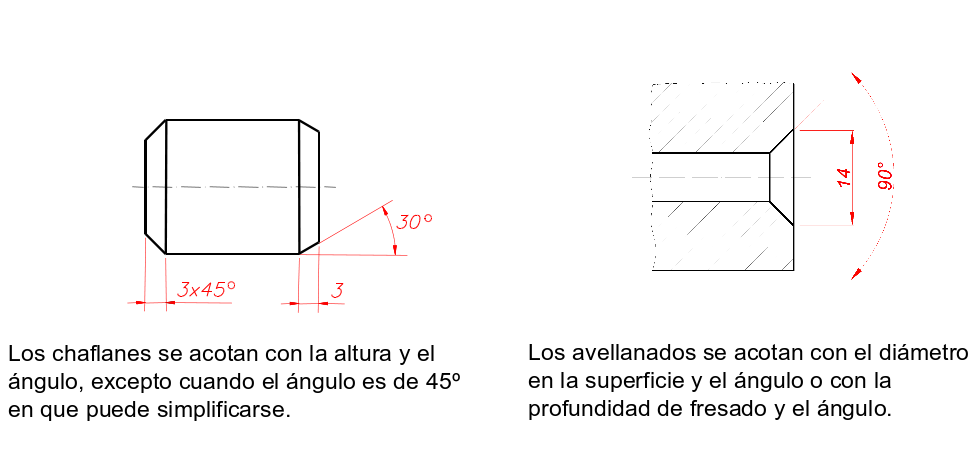 30°
3x45°
3
Los chaflanes se acotan con la altura y el
ángulo, excepto cuando el ángulo es de 45º
en que puede simplificarse.
14
90°
Los avellanados se acotan con el diámetro
en la superficie y el ángulo o con la
profundidad de fresado y el ángulo.